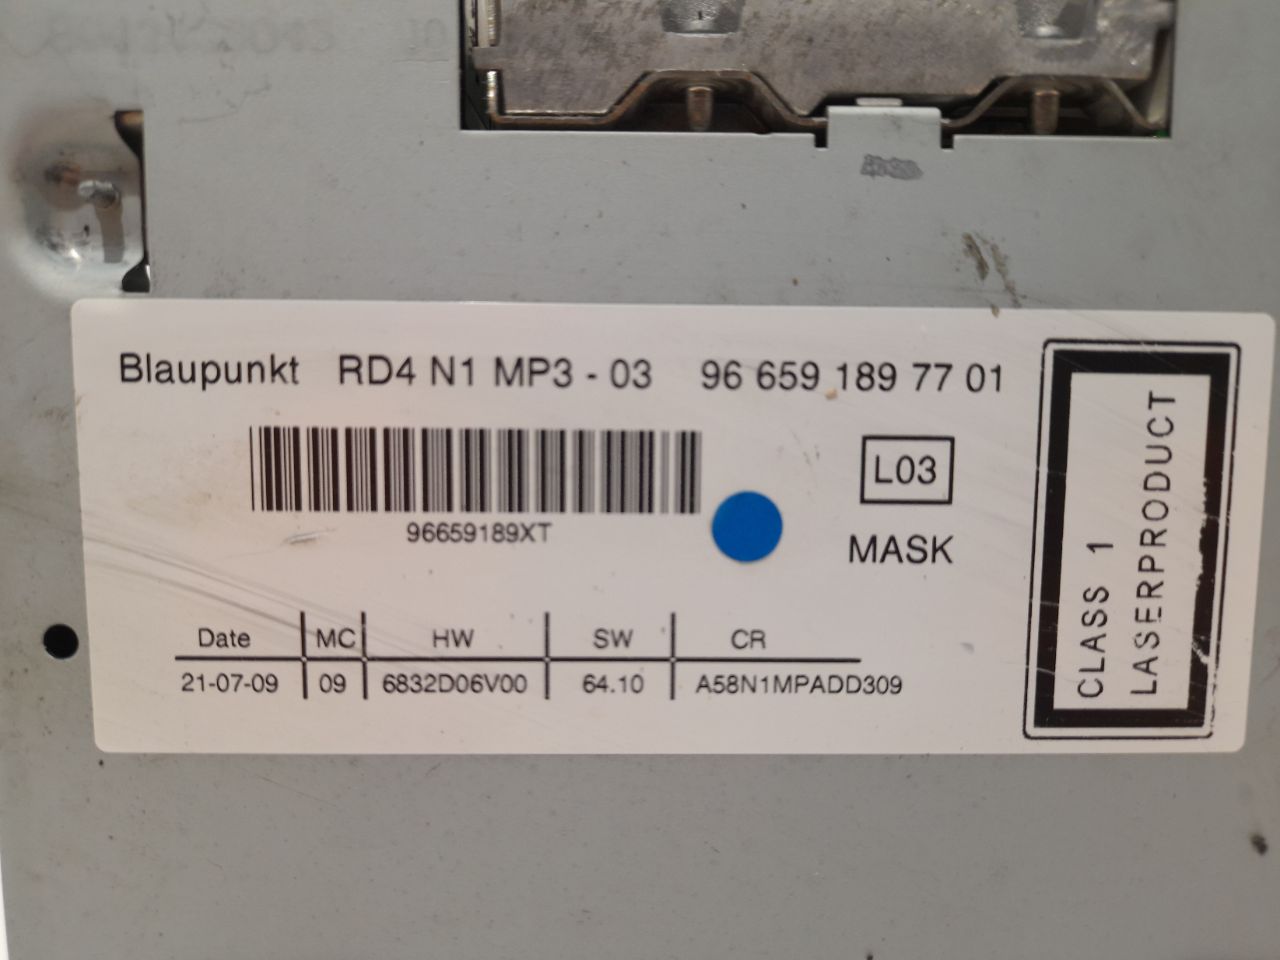 Blaupunkt RD4 N1 MP3 - 03 96 659 189 77 01
L03
96659189XT
MASK
Date MC HW SW CR
21-07-09 09 6832D06V00 64.10 A58N1MPADD309
CLASS 1
LASERPRODUCT